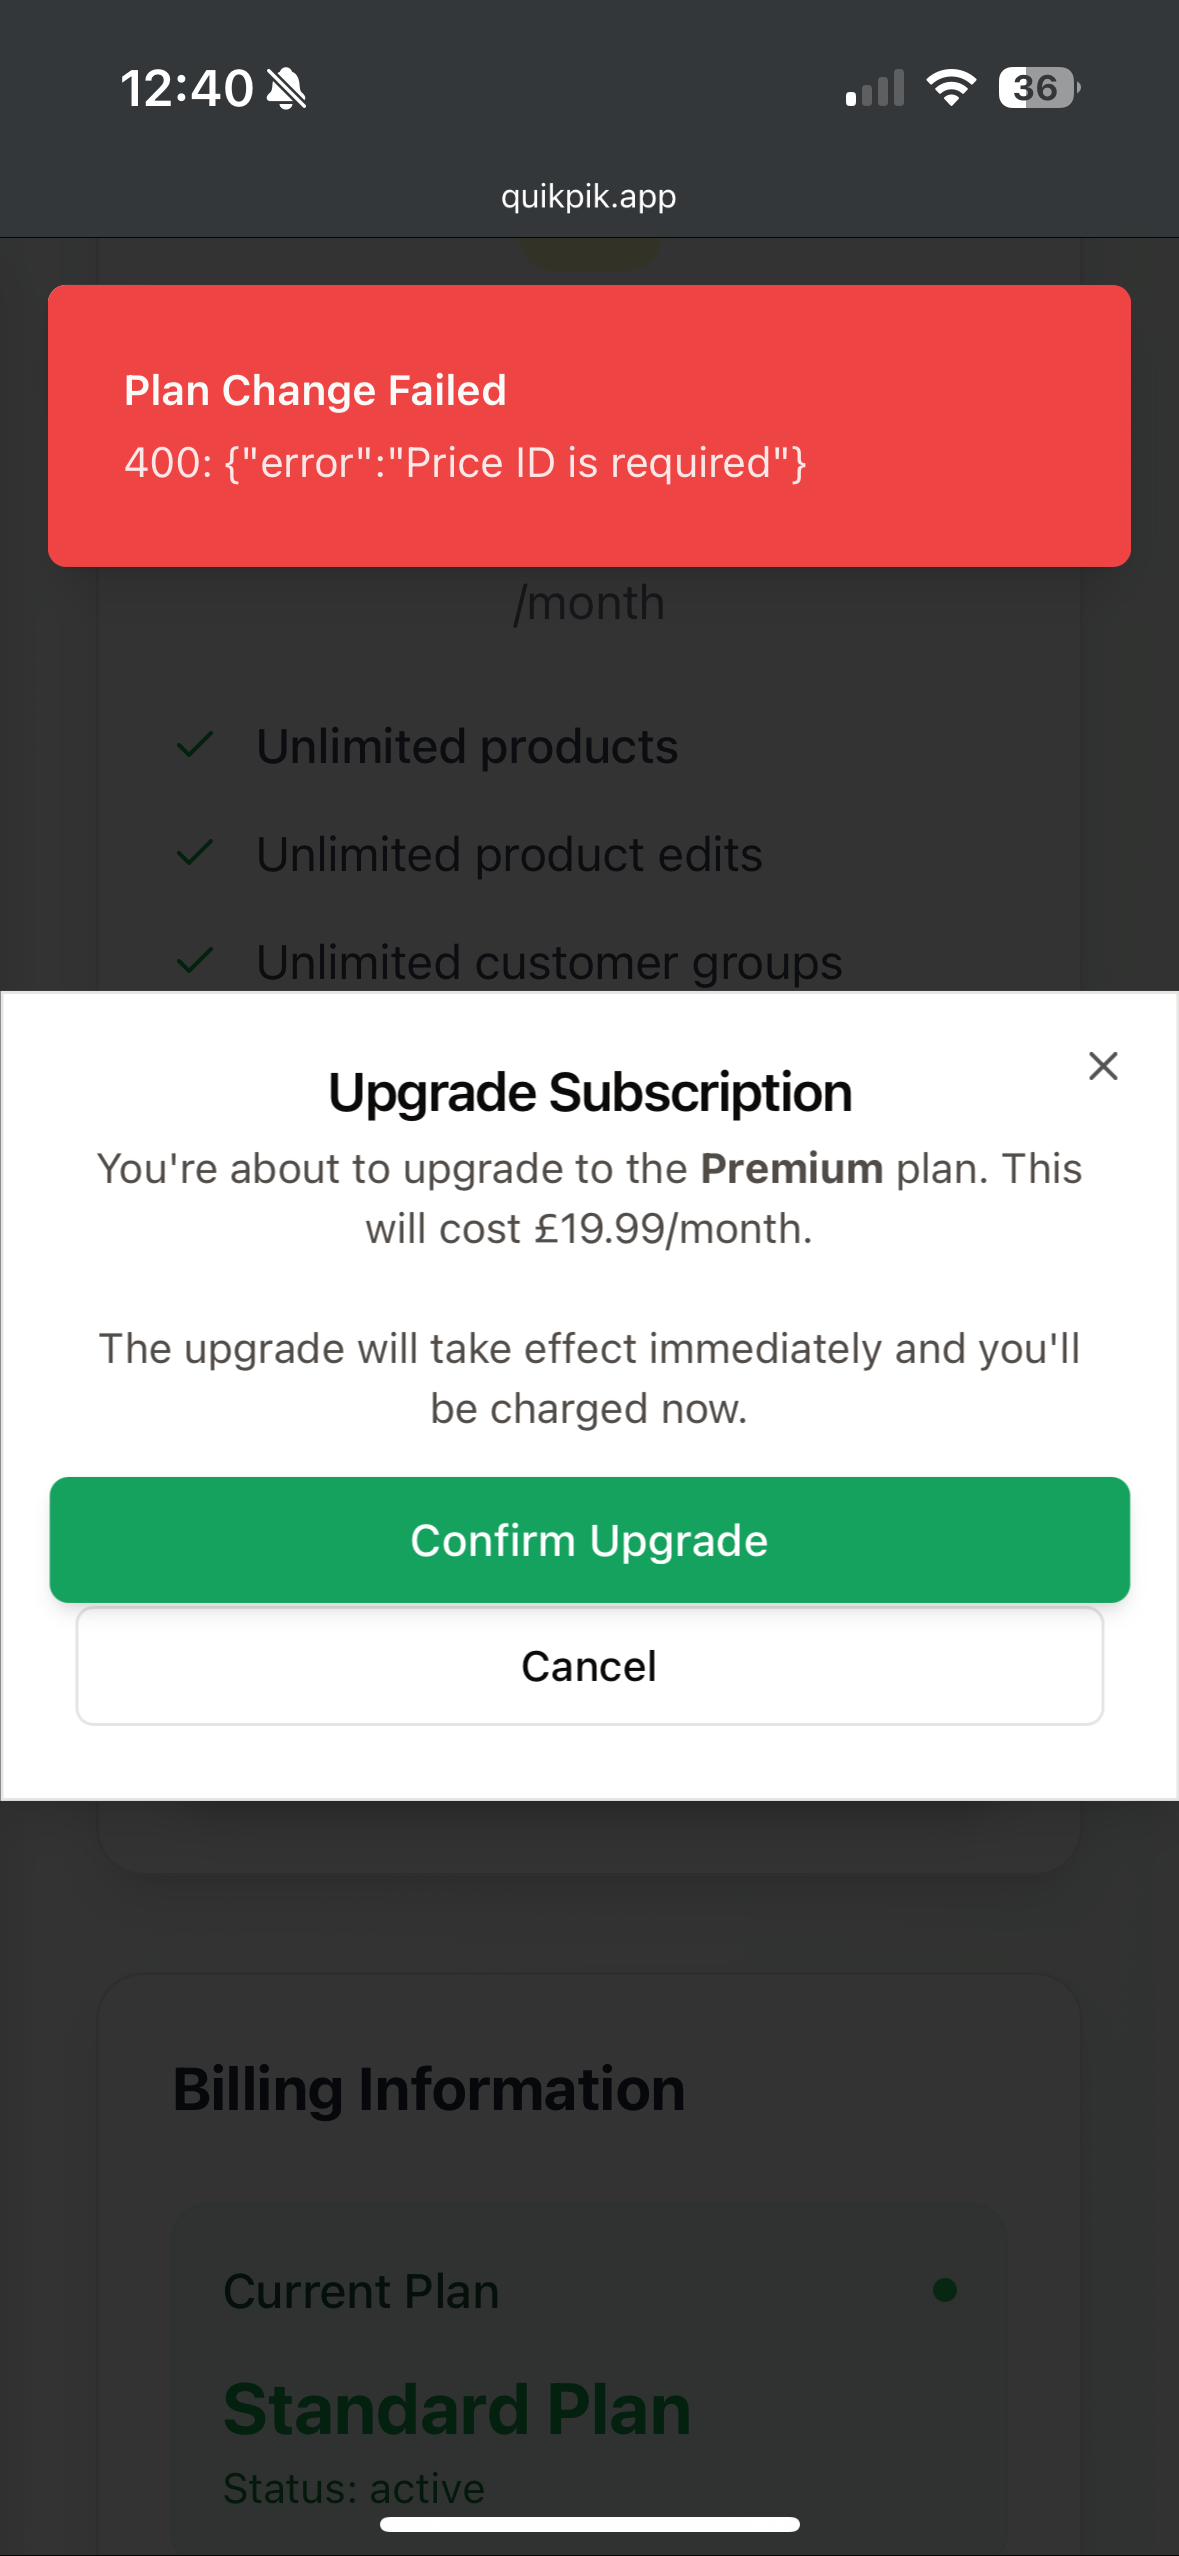 12:40
36
quikpik.app
Plan Change Failed
400: {"error":"Price ID is required"}
/month
Unlimited products
Unlimited product edits
Unlimited customer groups
Upgrade Subscription
You're about to upgrade to the Premium plan. This
will cost £19.99/month.
The upgrade will take effect immediately and you'll
be charged now.
Confirm Upgrade
Cancel
Billing Information
Current Plan
Standard Plan
Status: active